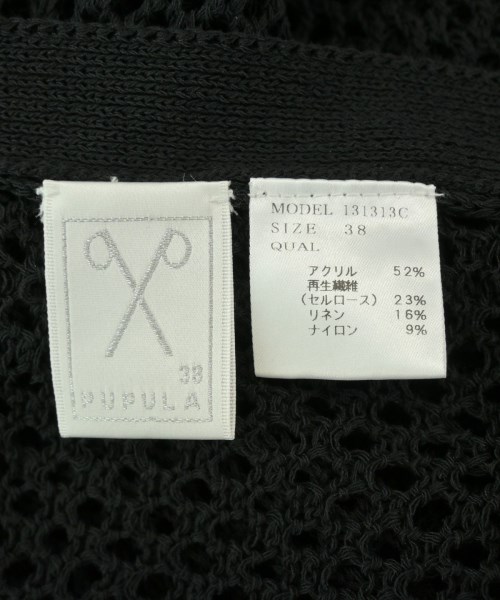 38
PUPULA
MODEL 131313C
SIZE 38
QUAL
アクリル 52%
再生繊維
(セルロース) 23%
リネン 16%
ナイロン 9%